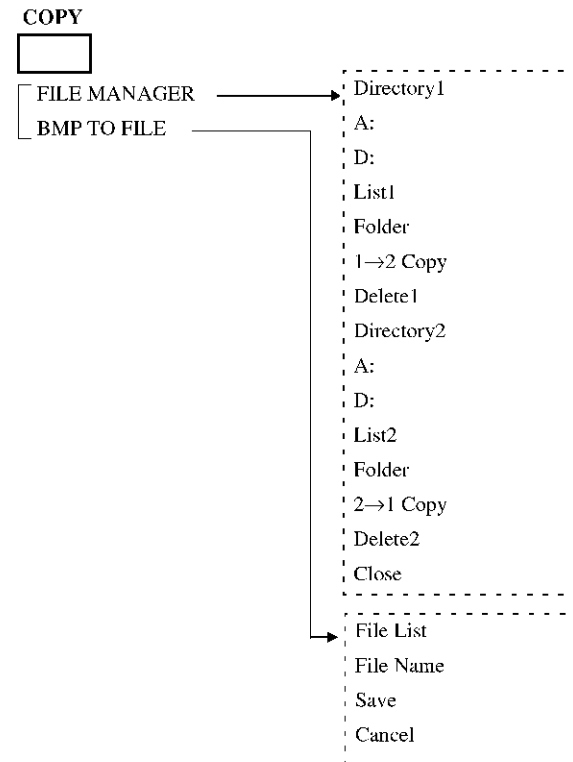 COPY
FILE MANAGER
BMP TO FILE
Directory1
A:
D:
List1
Folder
1→2 Copy
Delete1
Directory2
A:
D:
List2
Folder
2→1 Copy
Delete2
Close
File List
File Name
Save
Cancel